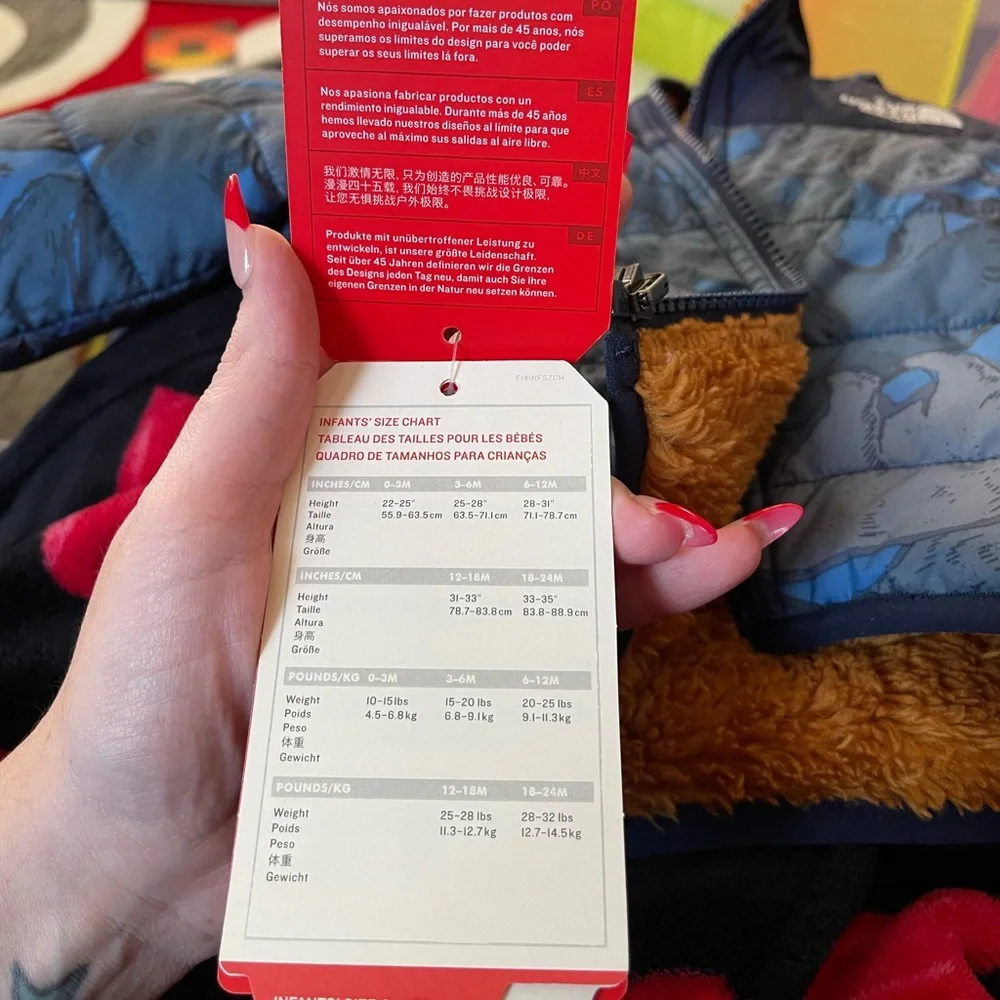 PO
Nós somos apaixonados por fazer produtos com
desempenho inigualável. Por mais de 45 anos, nós
superamos os limites do design para você poder
superar os seus limites lá fora.
ES
Nos apasiona fabricar productos con un
rendimiento inigualable. Durante más de 45 años
hemos llevado nuestros diseños al límite para que
aproveche al máximo sus salidas al aire libre.
中文
我们激情无限，只为创造的产品性能优良、可靠。
漫漫四十五载，我们始终不畏挑战设计极限，
让您无惧挑战户外极限。
DE
Produkte mit unübertroffener Leistung zu
entwickeln, ist unsere größte Leidenschaft.
Seit über 45 Jahren definieren wir die Grenzen
des Designs jeden Tag neu, damit auch Sie Ihre
eigenen Grenzen in der Natur neu setzen können.
INFANTS' SIZE CHART
TABLEAU DES TAILLES POUR LES BÉBÉS
QUADRO DE TAMANHOS PARA CRIANÇAS
INCHES/CM 0–3M 3–6M 6–12M
Height 22-25" 25-28" 28-31"
Taille 55.9-63.5cm 63.5-71.1cm 71.1-78.7cm
Altura
身高
Größe
INCHES/CM 12–18M 18–24M
Height 31-33" 33-35"
Taille 78.7-83.8cm 83.8-88.9cm
Altura
身高
Größe
POUNDS/KG 0–3M 3–6M 6–12M
Weight 10-15lbs 15-20 lbs 20-25 lbs
Poids 4.5-6.8kg 6.8-9.1kg 9.1-11.3kg
Peso
体重
Gewicht
POUNDS/KG 12–18M 18–24M
Weight 25-28 lbs 28-32 lbs
Poids 11.3-12.7kg 12.7-14.5kg
Peso
体重
Gewicht